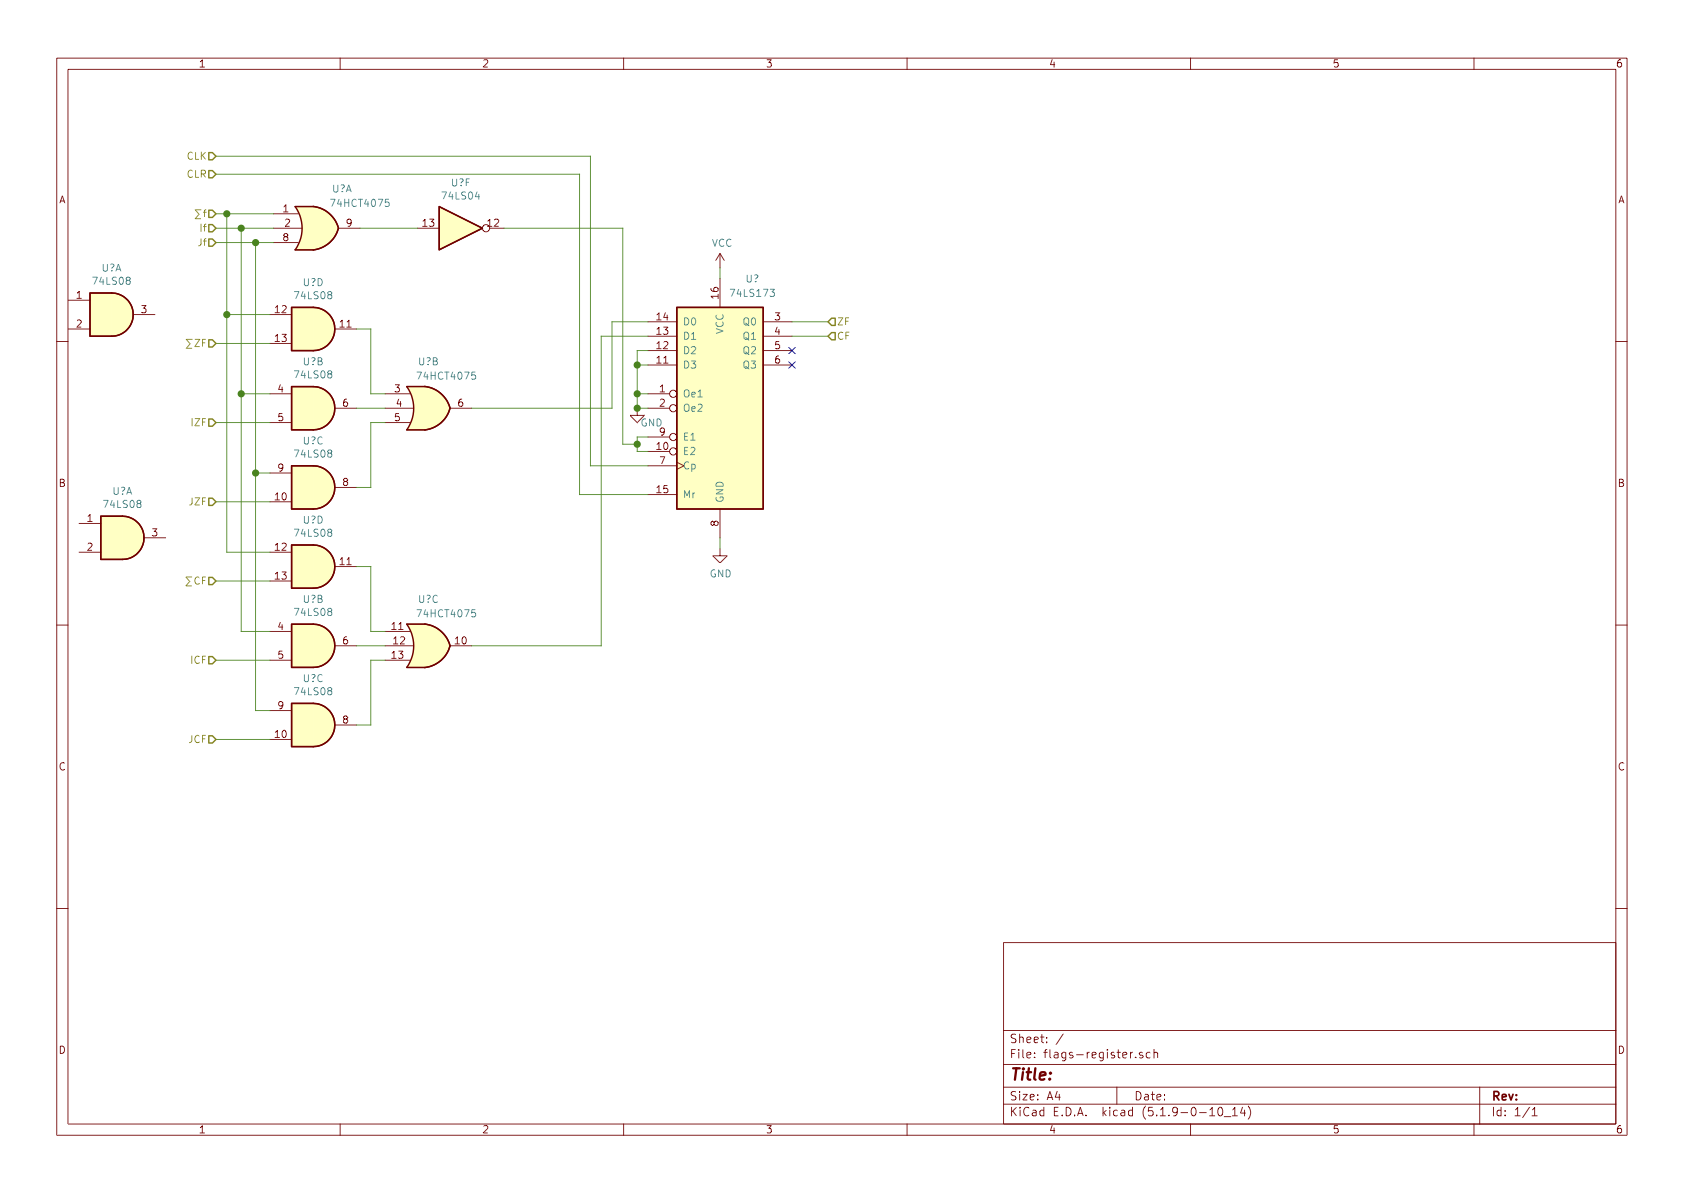 1 2 3 4 5 6
A A
B B
C C
D D
CLK
CLR
∑f
If
Jf
U?A
74HCT4075
1
2
8
9
U?F
74LS04
13
12
U?A
74LS08
1
2
3
U?D
74LS08
12
13
11
∑ZF
U?B
74LS08
4
5
6
IZF
U?C
74LS08
9
10
8
JZF
U?B
74HCT4075
3
4
5
6
U?A
74LS08
1
2
3
U?D
74LS08
12
13
11
∑CF
U?B
74LS08
4
5
6
ICF
U?C
74LS08
9
10
8
JCF
U?C
74HCT4075
11
12
13
10
VCC
U?
74LS173
16
VCC
14 D0 Q0 3 ZF
13 D1 Q1 4 CF
12 D2 Q2 5
11 D3 Q3 6
1 Oe1
2 Oe2
GND
9 E1
10 E2
7 Cp
15 Mr
GND
8
GND
Sheet: /
File: flags-register.sch
Title:
Size: A4 Date: Rev:
KiCad E.D.A. kicad (5.1.9-0-10_14) Id: 1/1
1 2 3 4 5 6